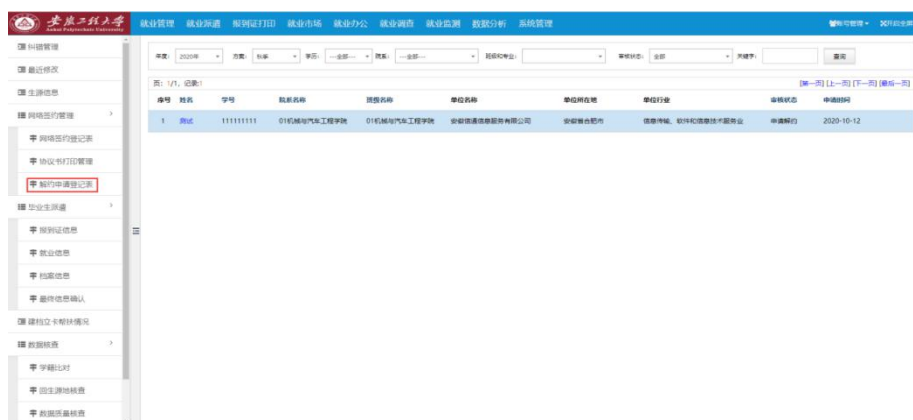 安徽工程大学
Anhui Polytechnic University
就业管理 就业派遣 报到证打印 就业市场 就业办公 就业调查 就业监测 数据分析 系统管理
账号管理 开启全屏
纠错管理
最近修改
生源信息
网络签约管理
网络签约登记表
协议书打印管理
解约申请登记表
毕业生派遣
报到证信息
就业信息
档案信息
最终信息确认
建档立卡帮扶情况
数据核查
学籍比对
回生源地核查
数据质量核查
年度: 2020年 方案: 秋季 学历: ---全部--- 院系: ---全部--- 班级和专业: 审核状态: 全部 关键字: 查询
页: 1/1, 记录:1 [第一页] [上一页] [下一页] [最后一页]
序号 姓名 学号 院系名称 班级名称 单位名称 单位所在地 单位行业 审核状态 申请时间
1 测试 111111111 01机械与汽车工程学院 01机械与汽车工程学院 安徽信通信息服务有限公司 安徽省合肥市 信息传输、软件和信息技术服务业 申请解约 2020-10-12